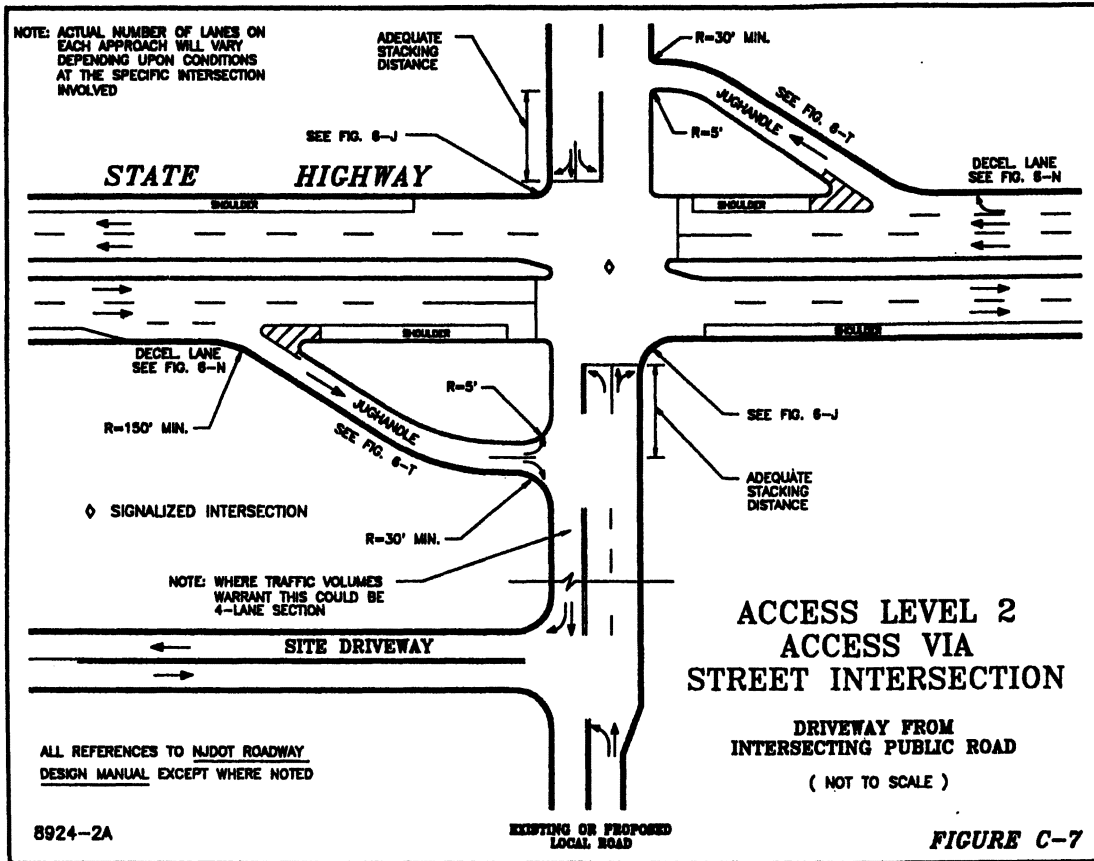 NOTE: ACTUAL NUMBER OF LANES ON
EACH APPROACH WILL VARY
DEPENDING UPON CONDITIONS
AT THE SPECIFIC INTERSECTION
INVOLVED
ADEQUATE
STACKING
DISTANCE
R=30' MIN.
SEE FIG. 6-T
JUGHANDLE
R=5'
SEE FIG. 6-J
DECEL. LANE
SEE FIG. 6-N
STATE HIGHWAY
SHOULDER
SHOULDER
SHOULDER
SHOULDER
DECEL. LANE
SEE FIG. 6-N
R=5'
R=150' MIN.
JUGHANDLE
SEE FIG. 6-T
SEE FIG. 6-J
ADEQUATE
STACKING
DISTANCE
◊ SIGNALIZED INTERSECTION
R=30' MIN.
NOTE: WHERE TRAFFIC VOLUMES
WARRANT THIS COULD BE
4-LANE SECTION
SITE DRIVEWAY
ACCESS LEVEL 2
ACCESS VIA
STREET INTERSECTION
DRIVEWAY FROM
INTERSECTING PUBLIC ROAD
( NOT TO SCALE )
ALL REFERENCES TO NJDOT ROADWAY
DESIGN MANUAL EXCEPT WHERE NOTED
8924-2A
EXISTING OR PROPOSED
LOCAL ROAD
FIGURE C-7